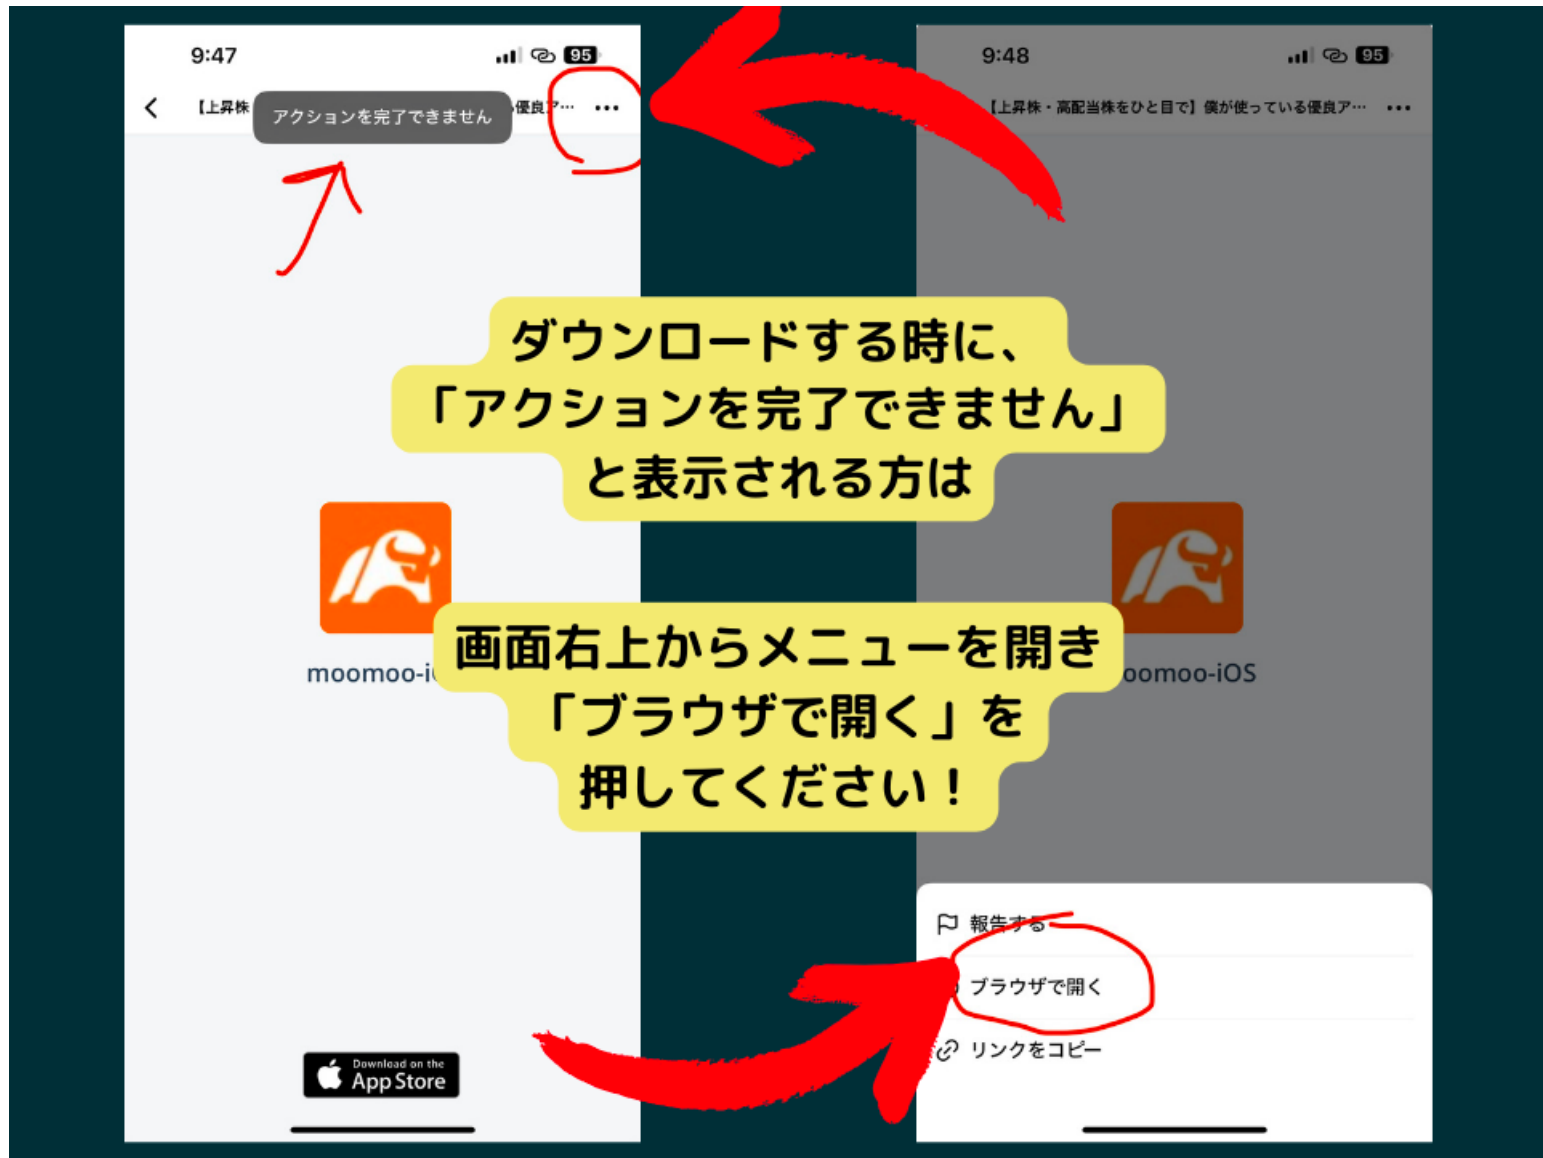 9:47
95
【上昇株
アクションを完了できません
優良ア…
9:48
95
【上昇株・高配当株をひと目で】僕が使っている優良ア…
ダウンロードする時に、
「アクションを完了できません」
と表示される方は
moomoo-i
oomoo-iOS
画面右上からメニューを開き
「ブラウザで開く」を
押してください！
報告する
ブラウザで開く
リンクをコピー
Download on the
App Store